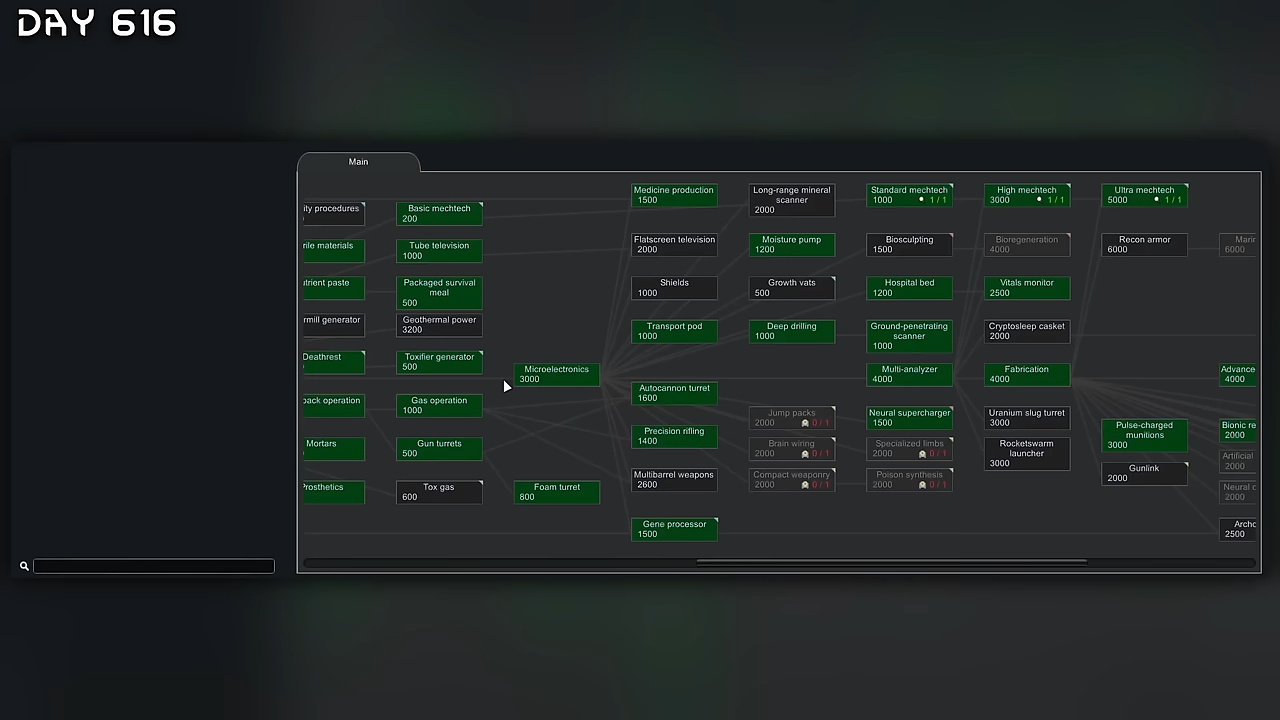 DAY 616
Main
ity procedures
rile materials
utrient paste
rmill generator
Deathrest
pack operation
Mortars
Prosthetics
Basic mechtech
200
Tube television
1000
Packaged survival
meal
500
Geothermal power
3200
Toxifier generator
500
Gas operation
1000
Gun turrets
500
Tox gas
600
Microelectronics
3000
Foam turret
800
Medicine production
1500
Flatscreen television
2000
Shields
1000
Transport pod
1000
Autocannon turret
1600
Precision rifling
1400
Multibarrel weapons
2600
Gene processor
1500
Long-range mineral
scanner
2000
Moisture pump
1200
Growth vats
500
Deep drilling
1000
Jump packs
2000 0 / 1
Brain wiring
2000 0 / 1
Compact weaponry
2000 0 / 1
Standard mechtech
1000 1 / 1
Biosculpting
1500
Hospital bed
1200
Ground-penetrating
scanner
1000
Multi-analyzer
4000
Neural supercharger
1500
Specialized limbs
2000 0 / 1
Poison synthesis
2000 0 / 1
High mechtech
3000 1 / 1
Bioregeneration
4000
Vitals monitor
2500
Cryptosleep casket
2000
Fabrication
4000
Uranium slug turret
3000
Rocketswarm
launcher
3000
Ultra mechtech
5000 1 / 1
Recon armor
6000
Pulse-charged
munitions
3000
Gunlink
2000
Marin
6000
Advance
4000
Bionic re
2000
Artificial
2000
Neural c
2000
Archo
2500